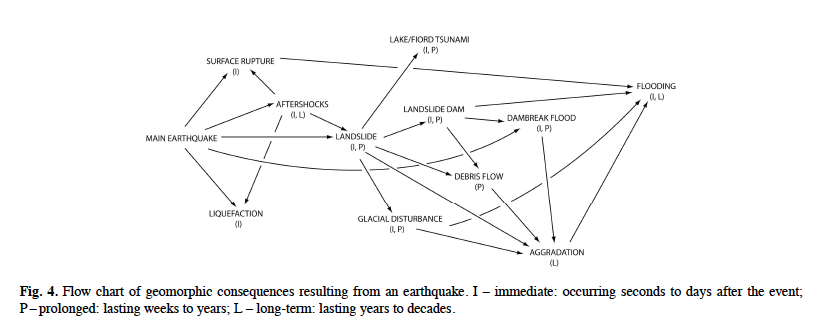 LAKE/FIORD TSUNAMI
(I, P)
SURFACE RUPTURE
(I)
FLOODING
(I, L)
AFTERSHOCKS
(I, L)
LANDSLIDE DAM
(I, P)
DAMBREAK FLOOD
(I, P)
MAIN EARTHQUAKE
LANDSLIDE
(I, P)
DEBRIS FLOW
(P)
LIQUEFACTION
(I)
GLACIAL DISTURBANCE
(I, P)
AGGRADATION
(L)
Fig. 4. Flow chart of geomorphic consequences resulting from an earthquake. I – immediate: occurring seconds to days after the event;
P – prolonged: lasting weeks to years; L – long-term: lasting years to decades.